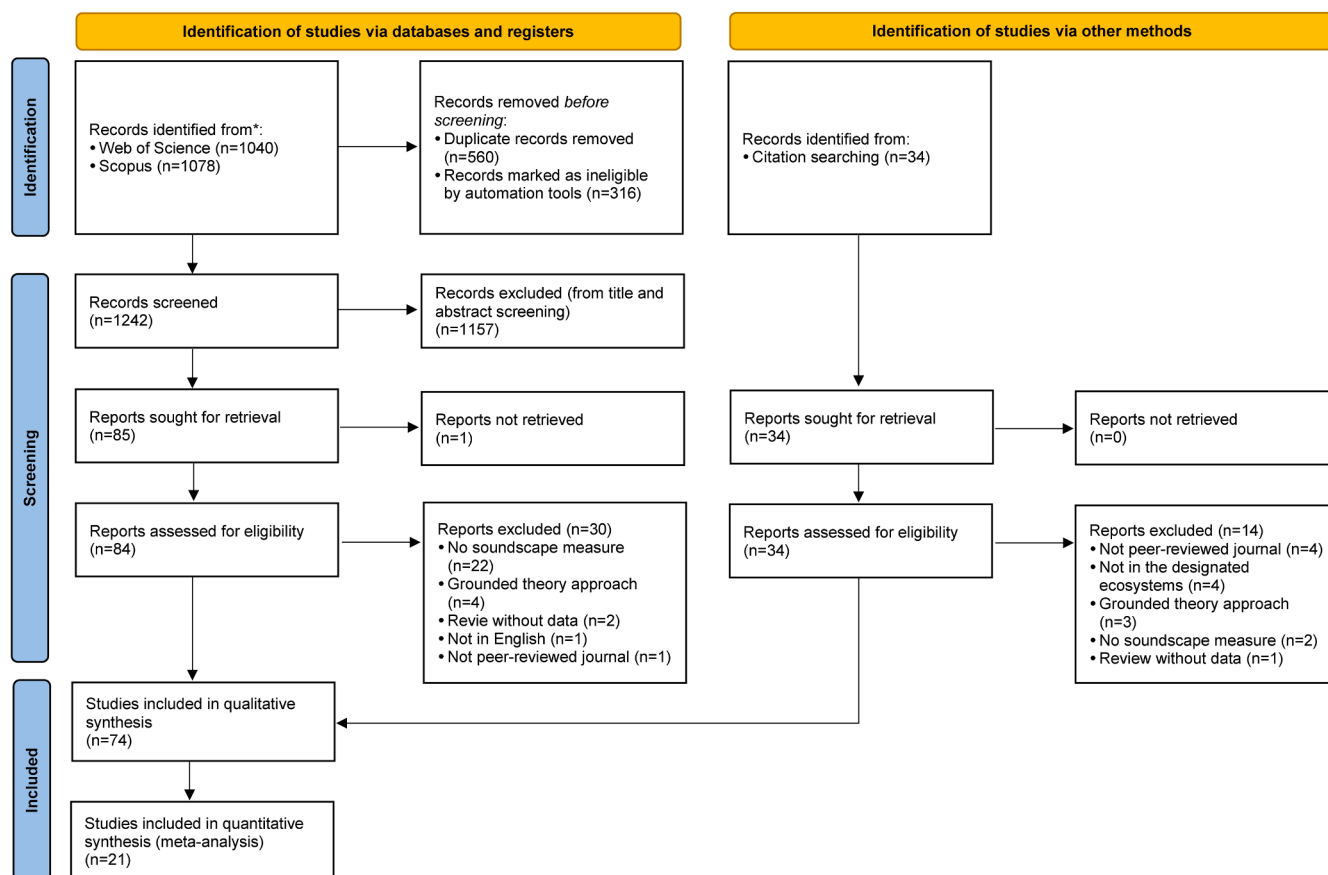 Identification of studies via databases and registers
Identification of studies via other methods
Identification
Records identified from*:
• Web of Science (n=1040)
• Scopus (n=1078)
Records removed before
screening:
• Duplicate records removed
(n=560)
• Records marked as ineligible
by automation tools (n=316)
Records identified from:
• Citation searching (n=34)
Screening
Records screened
(n=1242)
Records excluded (from title and
abstract screening)
(n=1157)
Reports sought for retrieval
(n=85)
Reports not retrieved
(n=1)
Reports sought for retrieval
(n=34)
Reports not retrieved
(n=0)
Reports assessed for eligibility
(n=84)
Reports excluded (n=30)
• No soundscape measure
(n=22)
• Grounded theory approach
(n=4)
• Revie without data (n=2)
• Not in English (n=1)
• Not peer-reviewed journal (n=1)
Reports assessed for eligibility
(n=34)
Reports excluded (n=14)
• Not peer-reviewed journal (n=4)
• Not in the designated
ecosystems (n=4)
• Grounded theory approach
(n=3)
• No soundscape measure (n=2)
• Review without data (n=1)
Included
Studies included in qualitative
synthesis
(n=74)
Studies included in quantitative
synthesis (meta-analysis)
(n=21)